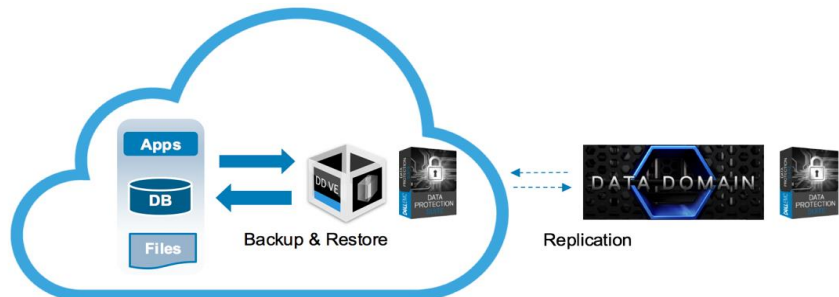 Apps
DB
Files
DD VE
DATA
PROTECTION
Backup & Restore
Replication
DATA DOMAIN
DATA
PROTECTION